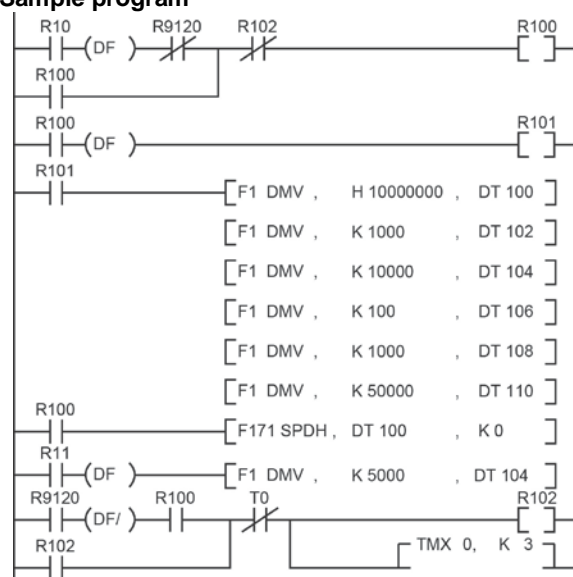 Sample program
R10 R9120 R102 R100
(DF )
R100
R100 R101
(DF )
R101
F1 DMV , H 10000000 , DT 100
F1 DMV , K 1000 , DT 102
F1 DMV , K 10000 , DT 104
F1 DMV , K 100 , DT 106
F1 DMV , K 1000 , DT 108
F1 DMV , K 50000 , DT 110
R100
F171 SPDH , DT 100 , K 0
R11
(DF ) F1 DMV , K 5000 , DT 104
R9120 R100 T0 R102
(DF/ )
R102 TMX 0, K 3